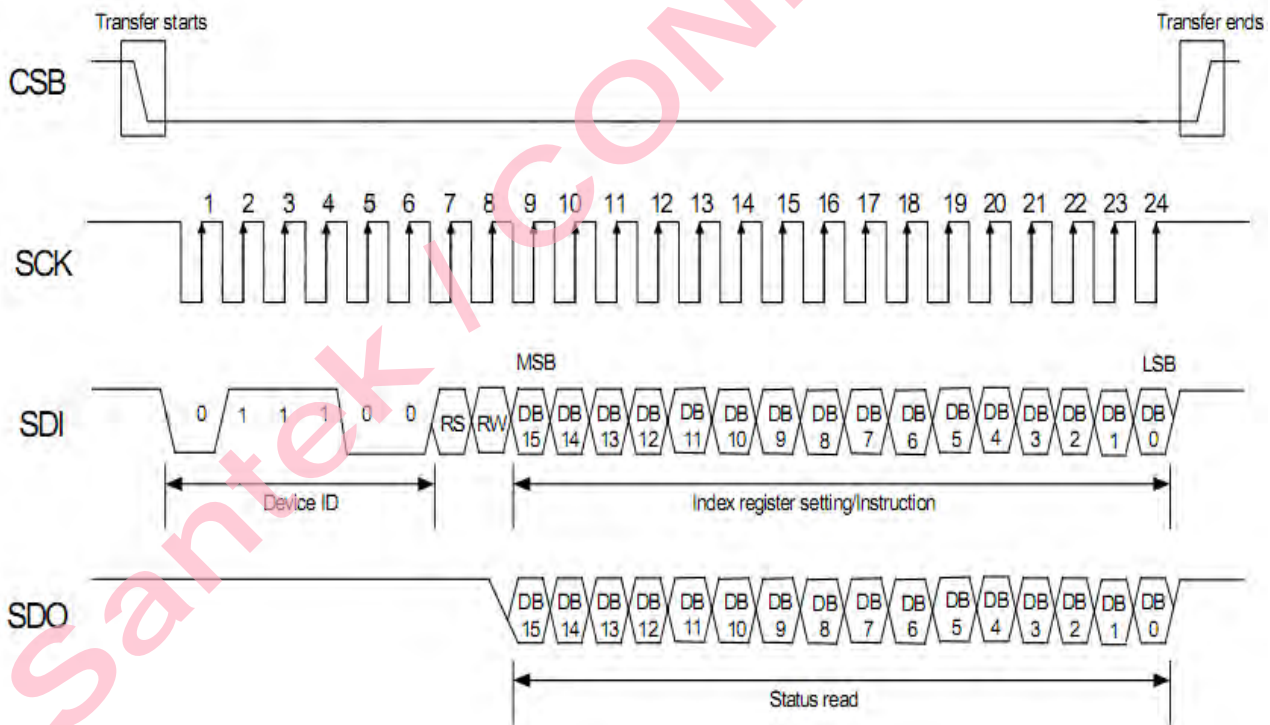 Transfer starts
Transfer ends
CSB
1 2 3 4 5 6 7 8 9 10 11 12 13 14 15 16 17 18 19 20 21 22 23 24
SCK
MSB
LSB
SDI
0 1 1 1 0 0 RS RW DB DB DB DB DB DB DB DB DB DB DB DB DB DB DB DB
15 14 13 12 11 10 9 8 7 6 5 4 3 2 1 0
Device ID
Index register setting/Instruction
SDO
DB DB DB DB DB DB DB DB DB DB DB DB DB DB DB DB
15 14 13 12 11 10 9 8 7 6 5 4 3 2 1 0
Status read
Santek / CON